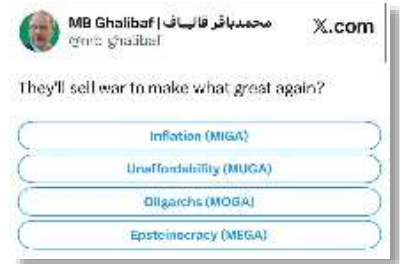 MB Ghalibaf | محمدباقر قالیباف
X.com
@mb_ghalibaf
They'll sell war to make what great again?
Inflation (MIGA)
Unaffordability (MUGA)
Oligarchs (MOGA)
Epsteinocracy (MEGA)